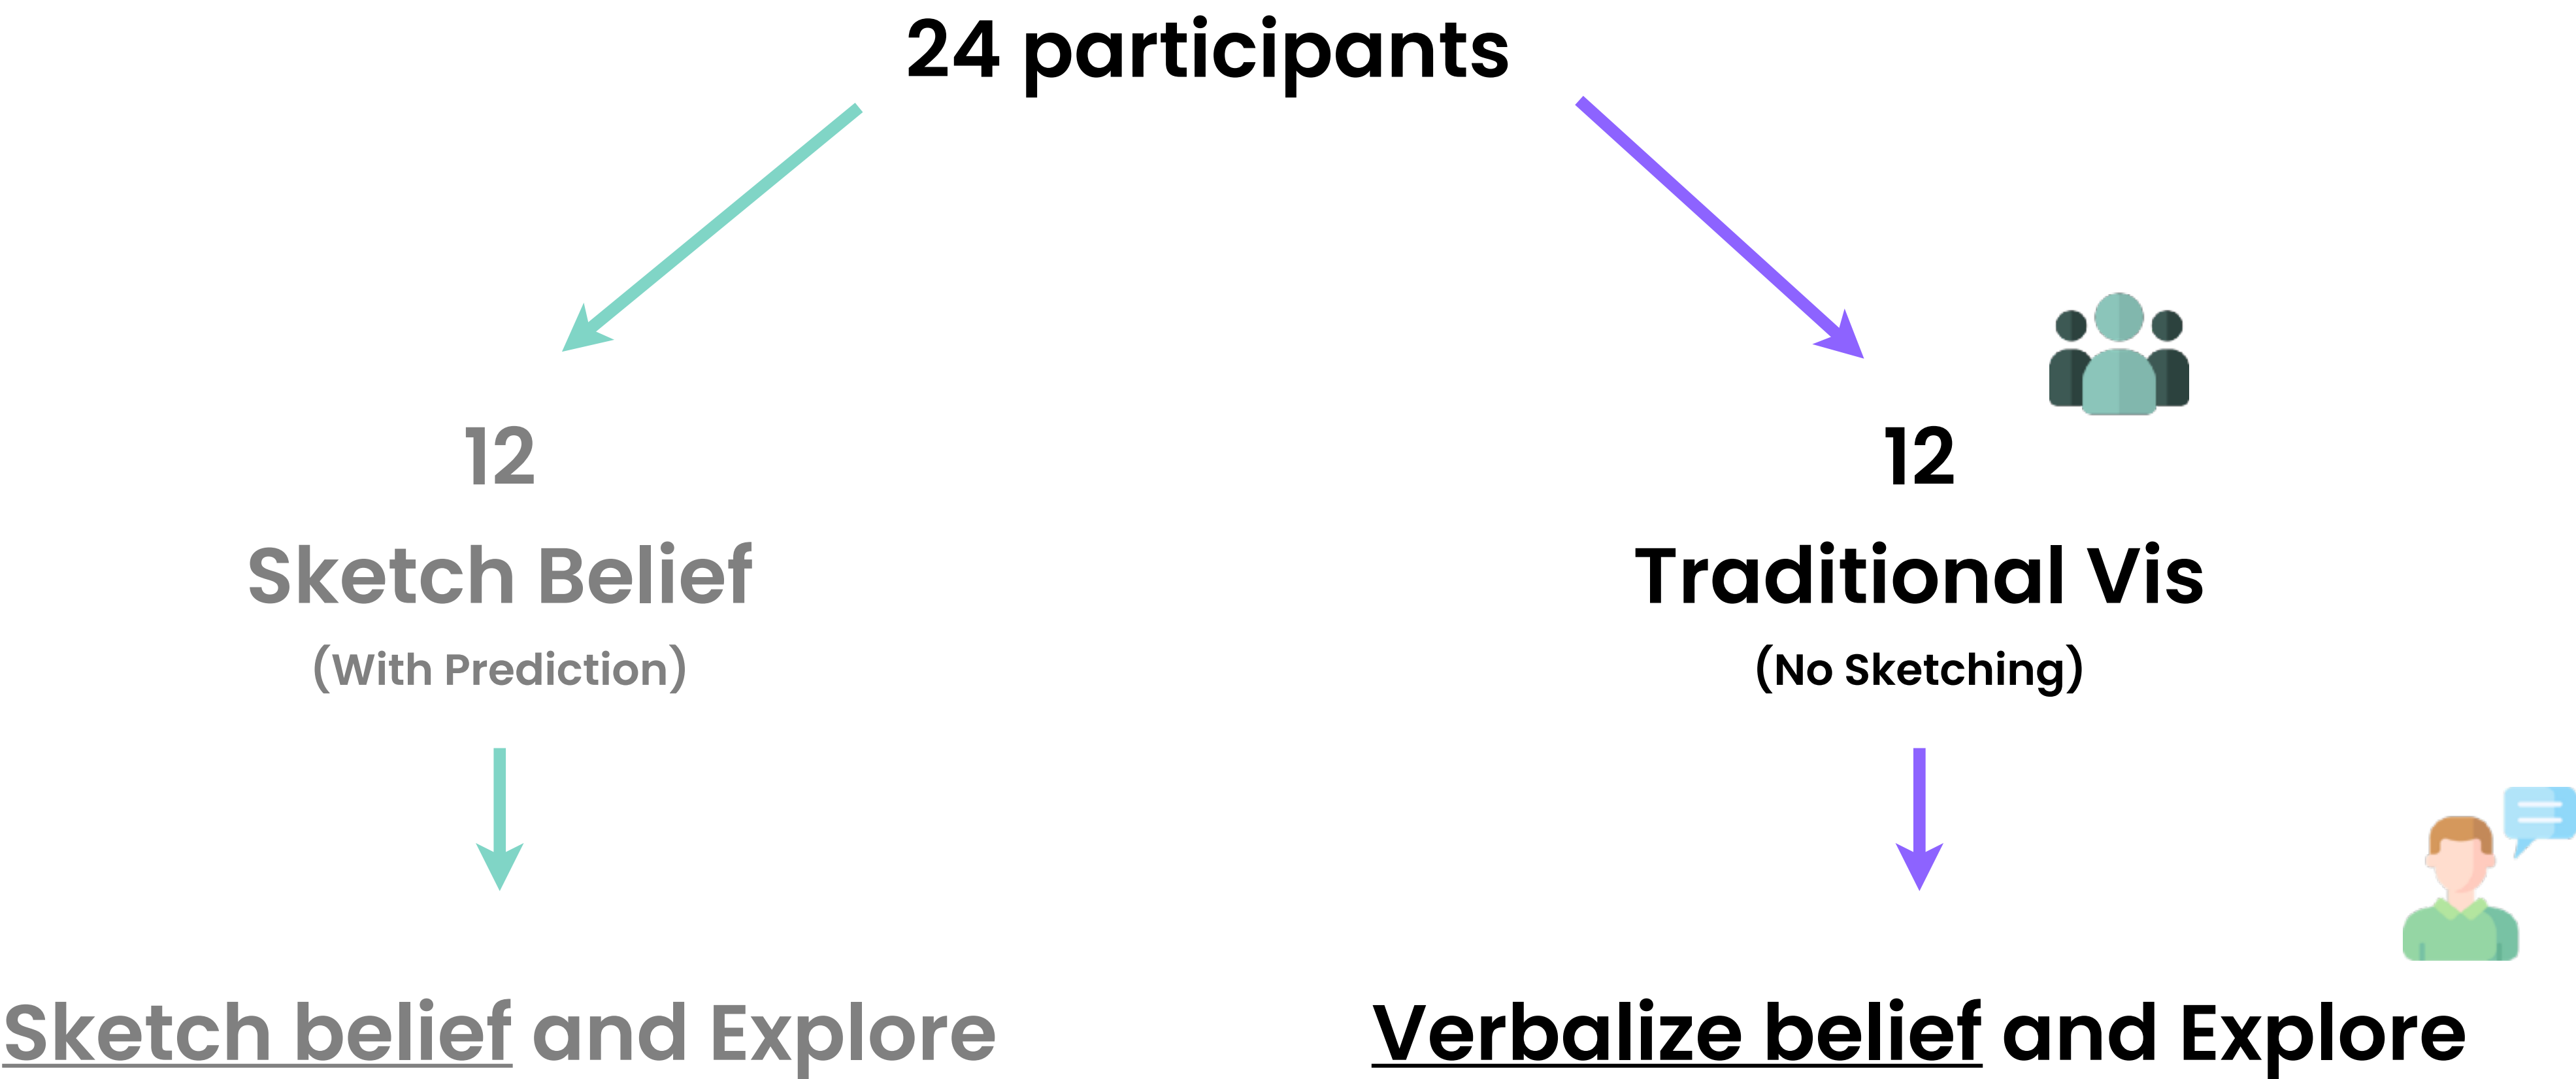 24 participants
12
Sketch Belief
(With Prediction)
Sketch belief and Explore
12
Traditional Vis
(No Sketching)
Verbalize belief and Explore